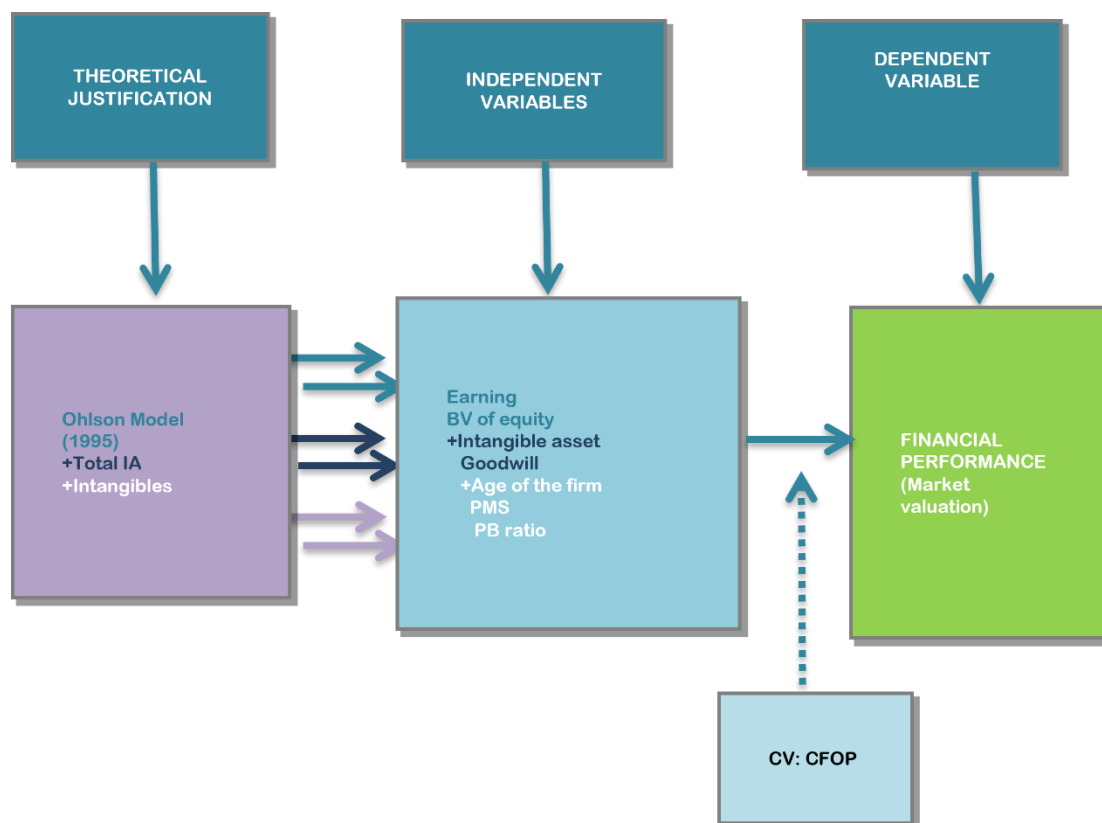 THEORETICAL
JUSTIFICATION
INDEPENDENT
VARIABLES
DEPENDENT
VARIABLE
Ohlson Model
(1995)
+Total IA
+Intangibles
Earning
BV of equity
+Intangible asset
Goodwill
+Age of the firm
PMS
PB ratio
FINANCIAL
PERFORMANCE
(Market
valuation)
CV: CFOP